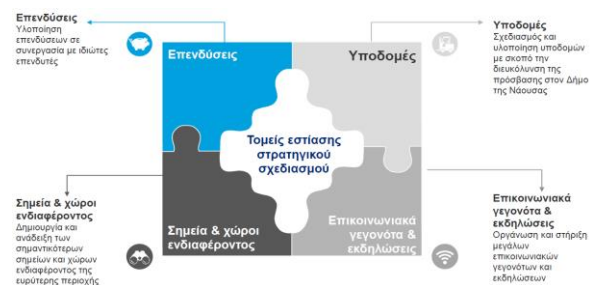 Επενδύσεις
Υλοποίηση
επενδύσεων σε
συνεργασία με ιδιώτες
επενδυτές
Επενδύσεις
Υποδομές
Υποδομές
Σχεδιασμός και
υλοποίηση υποδομών
με σκοπό την
διευκόλυνση της
πρόσβασης στον Δήμο
της Νάουσας
Τομείς εστίασης
στρατηγικού
σχεδιασμού
Σημεία & χώροι
ενδιαφέροντος
Δημιουργία και
ανάδειξη των
σημαντικότερων
σημείων και χώρων
ενδιαφέροντος της
ευρύτερης περιοχής
Σημεία & χώροι
ενδιαφέροντος
Επικοινωνιακά
γεγονότα &
εκδηλώσεις
Επικοινωνιακά
γεγονότα &
εκδηλώσεις
Οργάνωση και στήριξη
μεγάλων
επικοινωνιακών
γεγονότων και
εκδηλώσεων